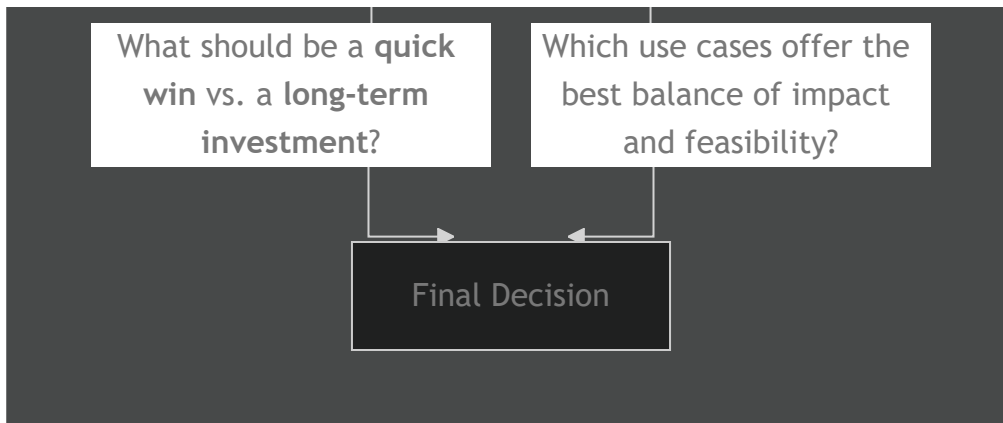 What should be a quick
win vs. a long-term
investment?
Which use cases offer the
best balance of impact
and feasibility?
Final Decision